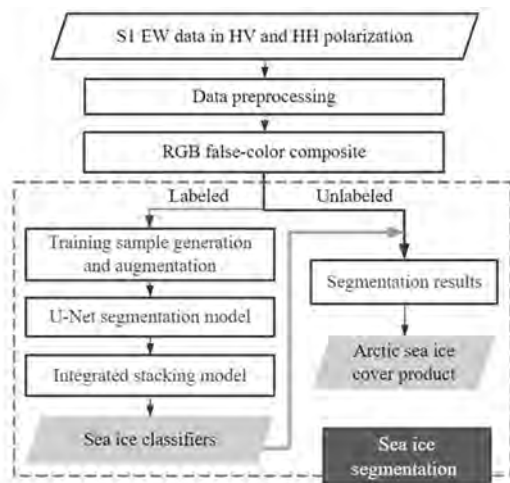 S1 EW data in HV and HH polarization
Data preprocessing
RGB false-color composite
Labeled
Unlabeled
Training sample generation
and augmentation
U-Net segmentation model
Integrated stacking model
Sea ice classifiers
Segmentation results
Arctic sea ice
cover product
Sea ice
segmentation